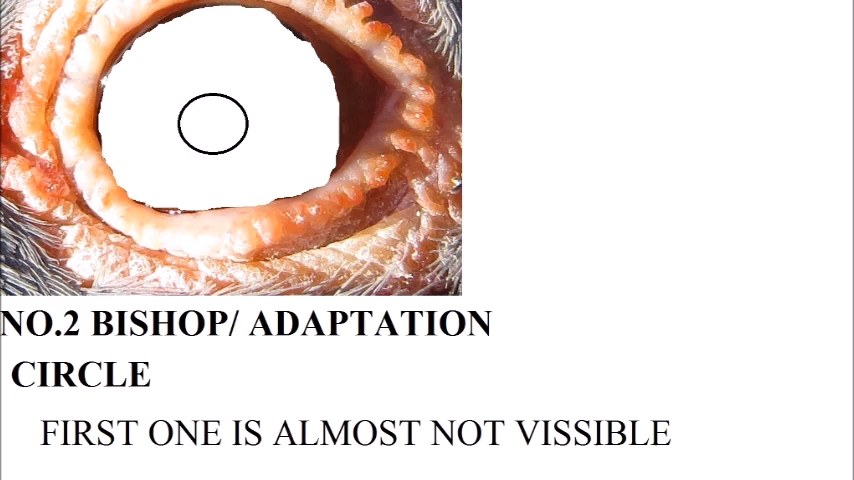 NO.2 BISHOP/ ADAPTATION
CIRCLE
FIRST ONE IS ALMOST NOT VISSIBLE